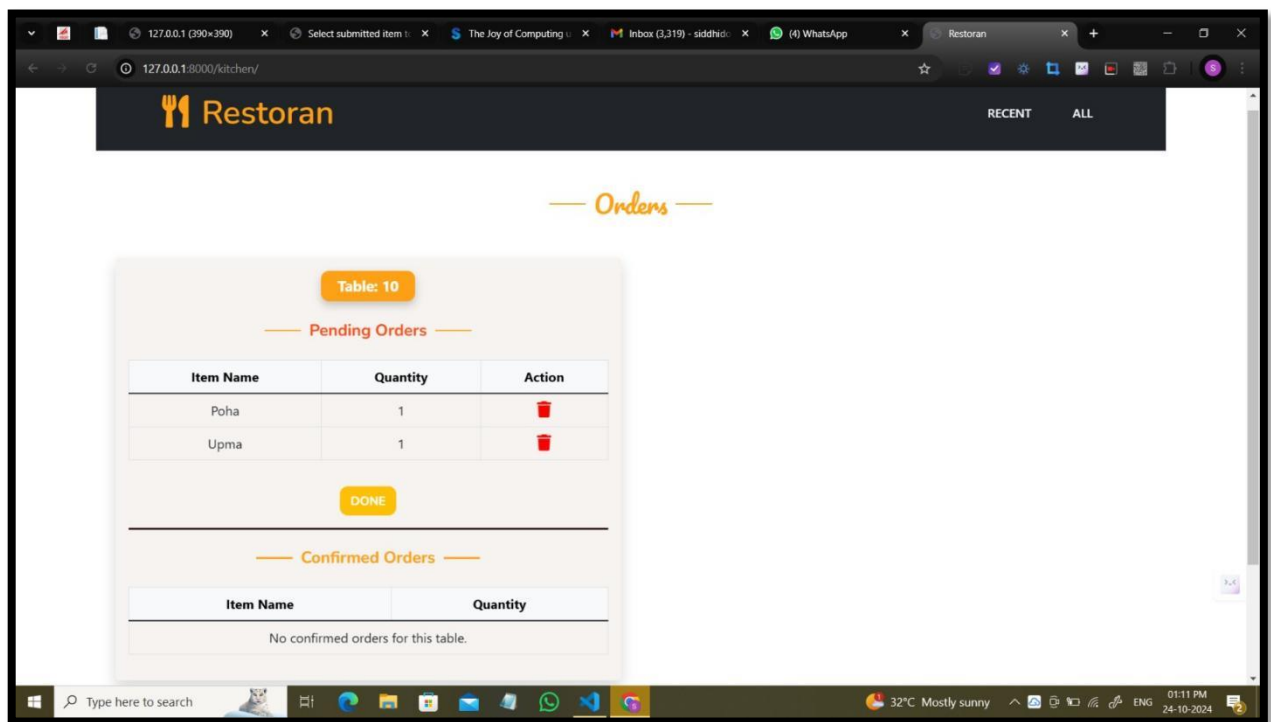 127.0.0.1 (390×390)
Select submitted item
The Joy of Computing u
Inbox (3,319) - siddhido
(4) WhatsApp
Restoran
127.0.0.1:8000/kitchen/
S
Restoran
RECENT
ALL
Orders
Table: 10
Pending Orders
Item Name Quantity Action
Poha 1
Upma 1
DONE
Confirmed Orders
Item Name Quantity
No confirmed orders for this table.
Type here to search
32°C Mostly sunny
ENG
01:11 PM
24-10-2024
2